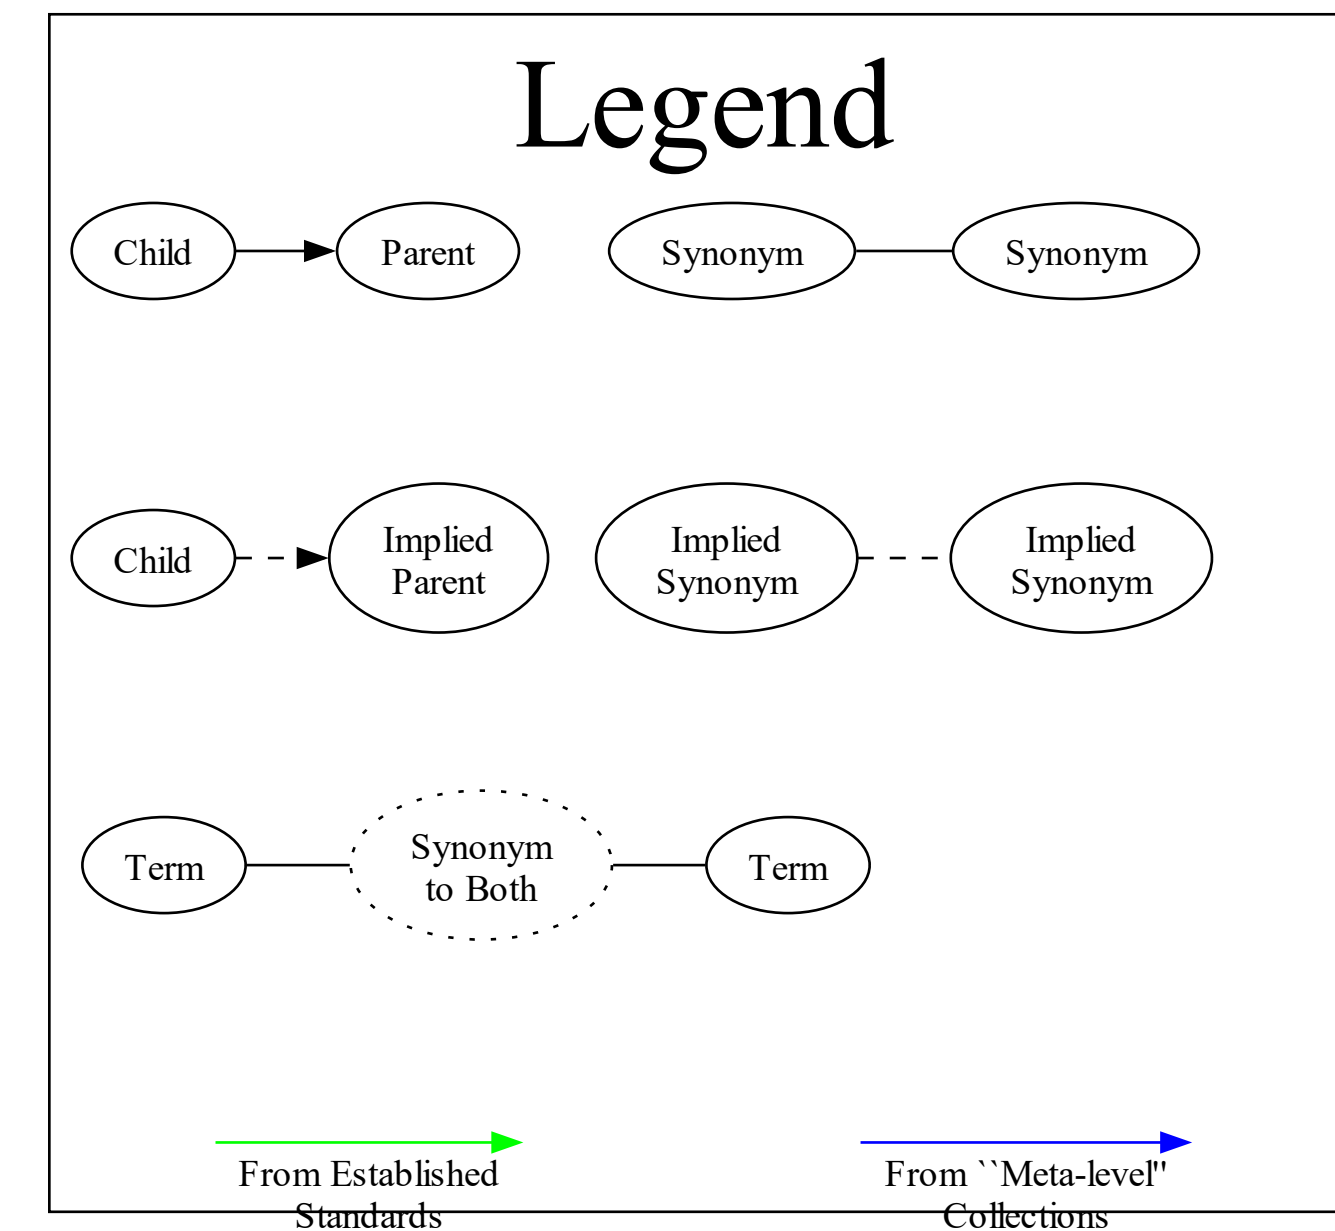 Legend
Child
Parent
Synonym
Synonym
Child
Implied
Parent
Implied
Synonym
Implied
Synonym
Term
Synonym
to Both
Term
From Established
Standards
From ``Meta-level"
Collections